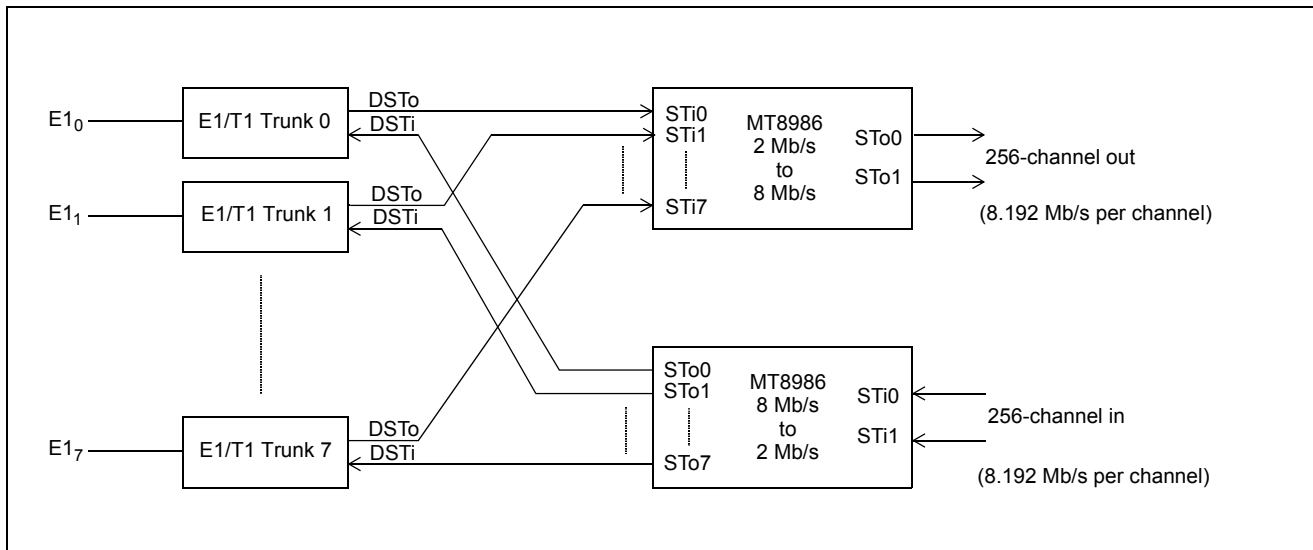 E1₀
E1/T1 Trunk 0
DSTo
DSTi
E1₁
E1/T1 Trunk 1
DSTo
DSTi
E1₇
E1/T1 Trunk 7
DSTo
DSTi
STi0
STi1
STi7
MT8986
2 Mb/s
to
8 Mb/s
STo0
STo1
256-channel out
(8.192 Mb/s per channel)
STo0
STo1
STo7
MT8986
8 Mb/s
to
2 Mb/s
STi0
STi1
256-channel in
(8.192 Mb/s per channel)